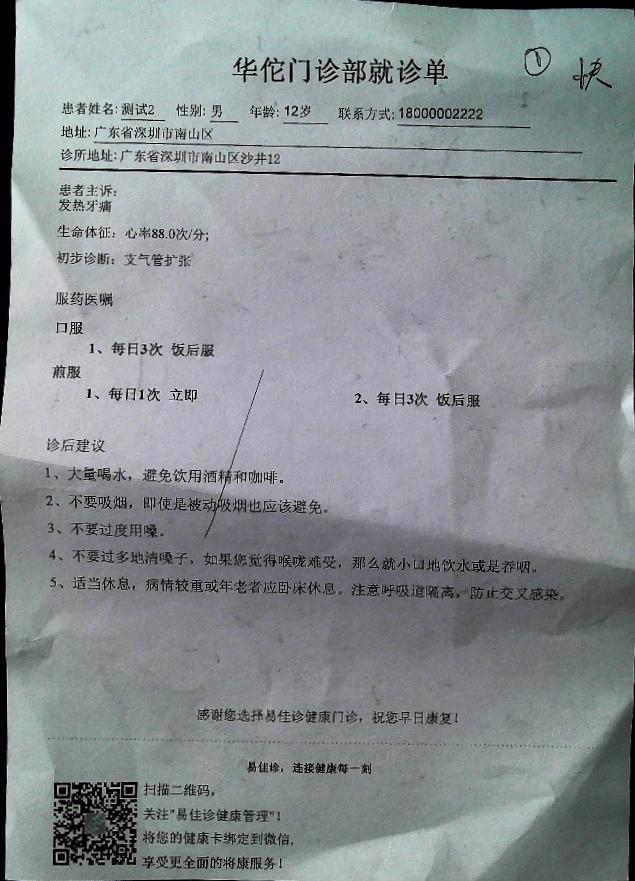 华佗门诊部就诊单
① 快
患者姓名: 测试2 性别: 男 年龄: 12岁 联系方式: 18000002222
地址: 广东省深圳市南山区
诊所地址: 广东省深圳市南山区沙井12
患者主诉:
发热牙痛
生命体征: 心率88.0次/分;
初步诊断: 支气管扩张
服药医嘱
口服
1、每日3次 饭后服
煎服
1、每日1次 立即 2、每日3次 饭后服
诊后建议
1、大量喝水，避免饮用酒精和咖啡。
2、不要吸烟，即使是被动吸烟也应该避免。
3、不要过度用嗓。
4、不要过多地清嗓子，如果您觉得喉咙难受，那么就小口地饮水或是吞咽。
5、适当休息，病情较重或年老者应卧床休息。注意呼吸道隔离，防止交叉感染。
感谢您选择易佳诊健康门诊，祝您早日康复！
易佳诊，连接健康每一刻
扫描二维码，
关注"易佳诊健康管理"！
将您的健康卡绑定到微信，
享受更全面的将康服务！